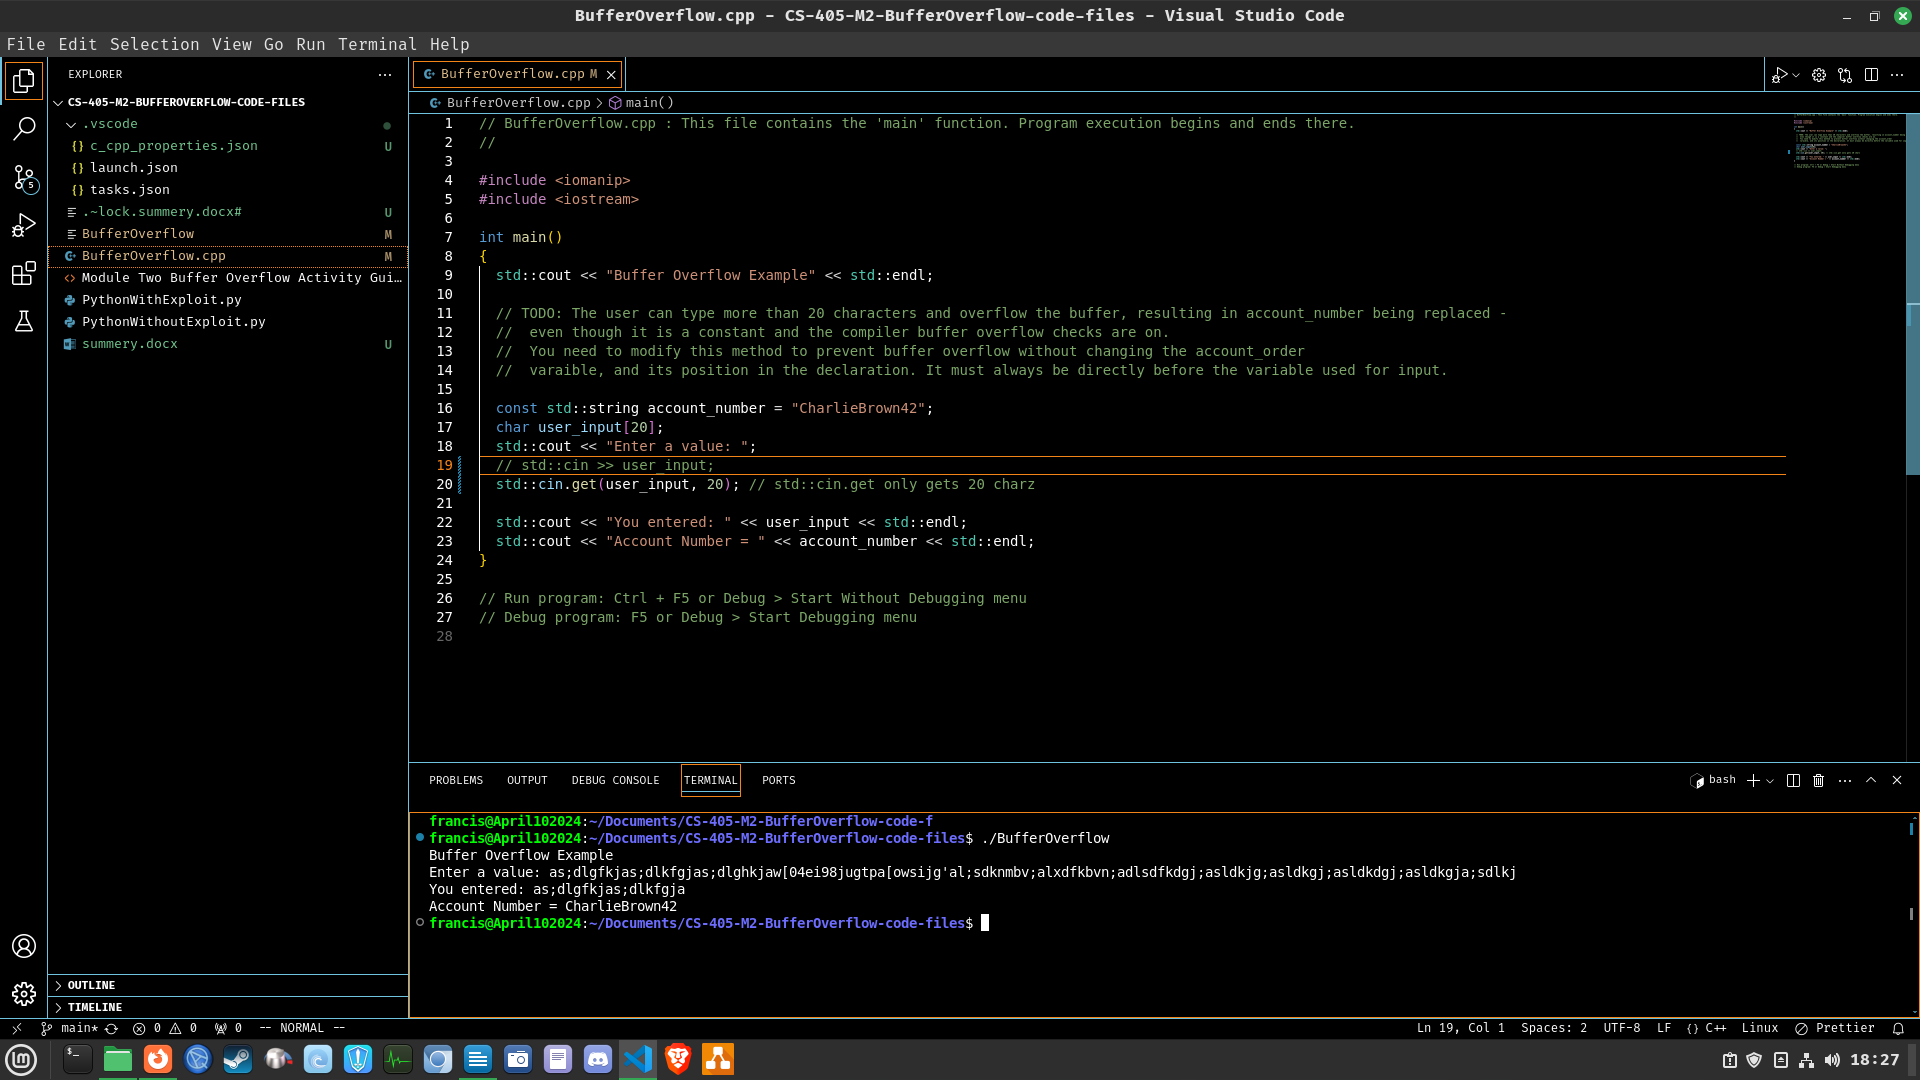 BufferOverflow.cpp - CS-405-M2-BufferOverflow-code-files - Visual Studio Code
File Edit Selection View Go Run Terminal Help
EXPLORER
CS-405-M2-BUFFEROVERFLOW-CODE-FILES
.vscode
c_cpp_properties.json U
launch.json
tasks.json
.~lock.summery.docx# U
BufferOverflow M
BufferOverflow.cpp M
Module Two Buffer Overflow Activity Gui...
PythonWithExploit.py
PythonWithoutExploit.py
summery.docx U
5
OUTLINE
TIMELINE
BufferOverflow.cpp M
BufferOverflow.cpp > main()
1 // BufferOverflow.cpp : This file contains the 'main' function. Program execution begins and ends there.
2 //
3
4 #include <iomanip>
5 #include <iostream>
6
7 int main()
8 {
9 std::cout << "Buffer Overflow Example" << std::endl;
10
11 // TODO: The user can type more than 20 characters and overflow the buffer, resulting in account_number being replaced -
12 //  even though it is a constant and the compiler buffer overflow checks are on.
13 //  You need to modify this method to prevent buffer overflow without changing the account_order
14 //  varaible, and its position in the declaration. It must always be directly before the variable used for input.
15
16 const std::string account_number = "CharlieBrown42";
17 char user_input[20];
18 std::cout << "Enter a value: ";
19 // std::cin >> user_input;
20 std::cin.get(user_input, 20); // std::cin.get only gets 20 charz
21
22 std::cout << "You entered: " << user_input << std::endl;
23 std::cout << "Account Number = " << account_number << std::endl;
24 }
25
26 // Run program: Ctrl + F5 or Debug > Start Without Debugging menu
27 // Debug program: F5 or Debug > Start Debugging menu
28
PROBLEMS OUTPUT DEBUG CONSOLE TERMINAL PORTS
bash
francis@April102024:~/Documents/CS-405-M2-BufferOverflow-code-f
francis@April102024:~/Documents/CS-405-M2-BufferOverflow-code-files$ ./BufferOverflow
Buffer Overflow Example
Enter a value: as;dlgfkjas;dlkfgjas;dlghkjaw[04ei98jugtpa[owsijg'al;sdknmbv;alxdfkbvn;adlsdfkdgj;asldkjg;asldkgj;asldkdgj;asldkgja;sdlkj
You entered: as;dlgfkjas;dlkfgja
Account Number = CharlieBrown42
francis@April102024:~/Documents/CS-405-M2-BufferOverflow-code-files$
main* 0 0 0 -- NORMAL --
Ln 19, Col 1 Spaces: 2 UTF-8 LF {} C++ Linux Prettier
18:27